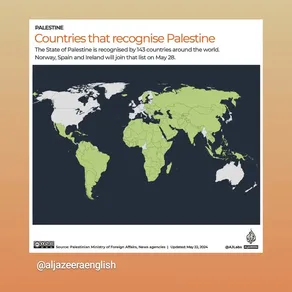 PALESTINE
Countries that recognise Palestine
The State of Palestine is recognised by 143 countries around the world.
Norway, Spain and Ireland will join that list on May 28.
Source: Palestinian Ministry of Foreign Affairs, News agencies | Updated: May 22, 2024
@AJLabs
@aljazeeraenglish